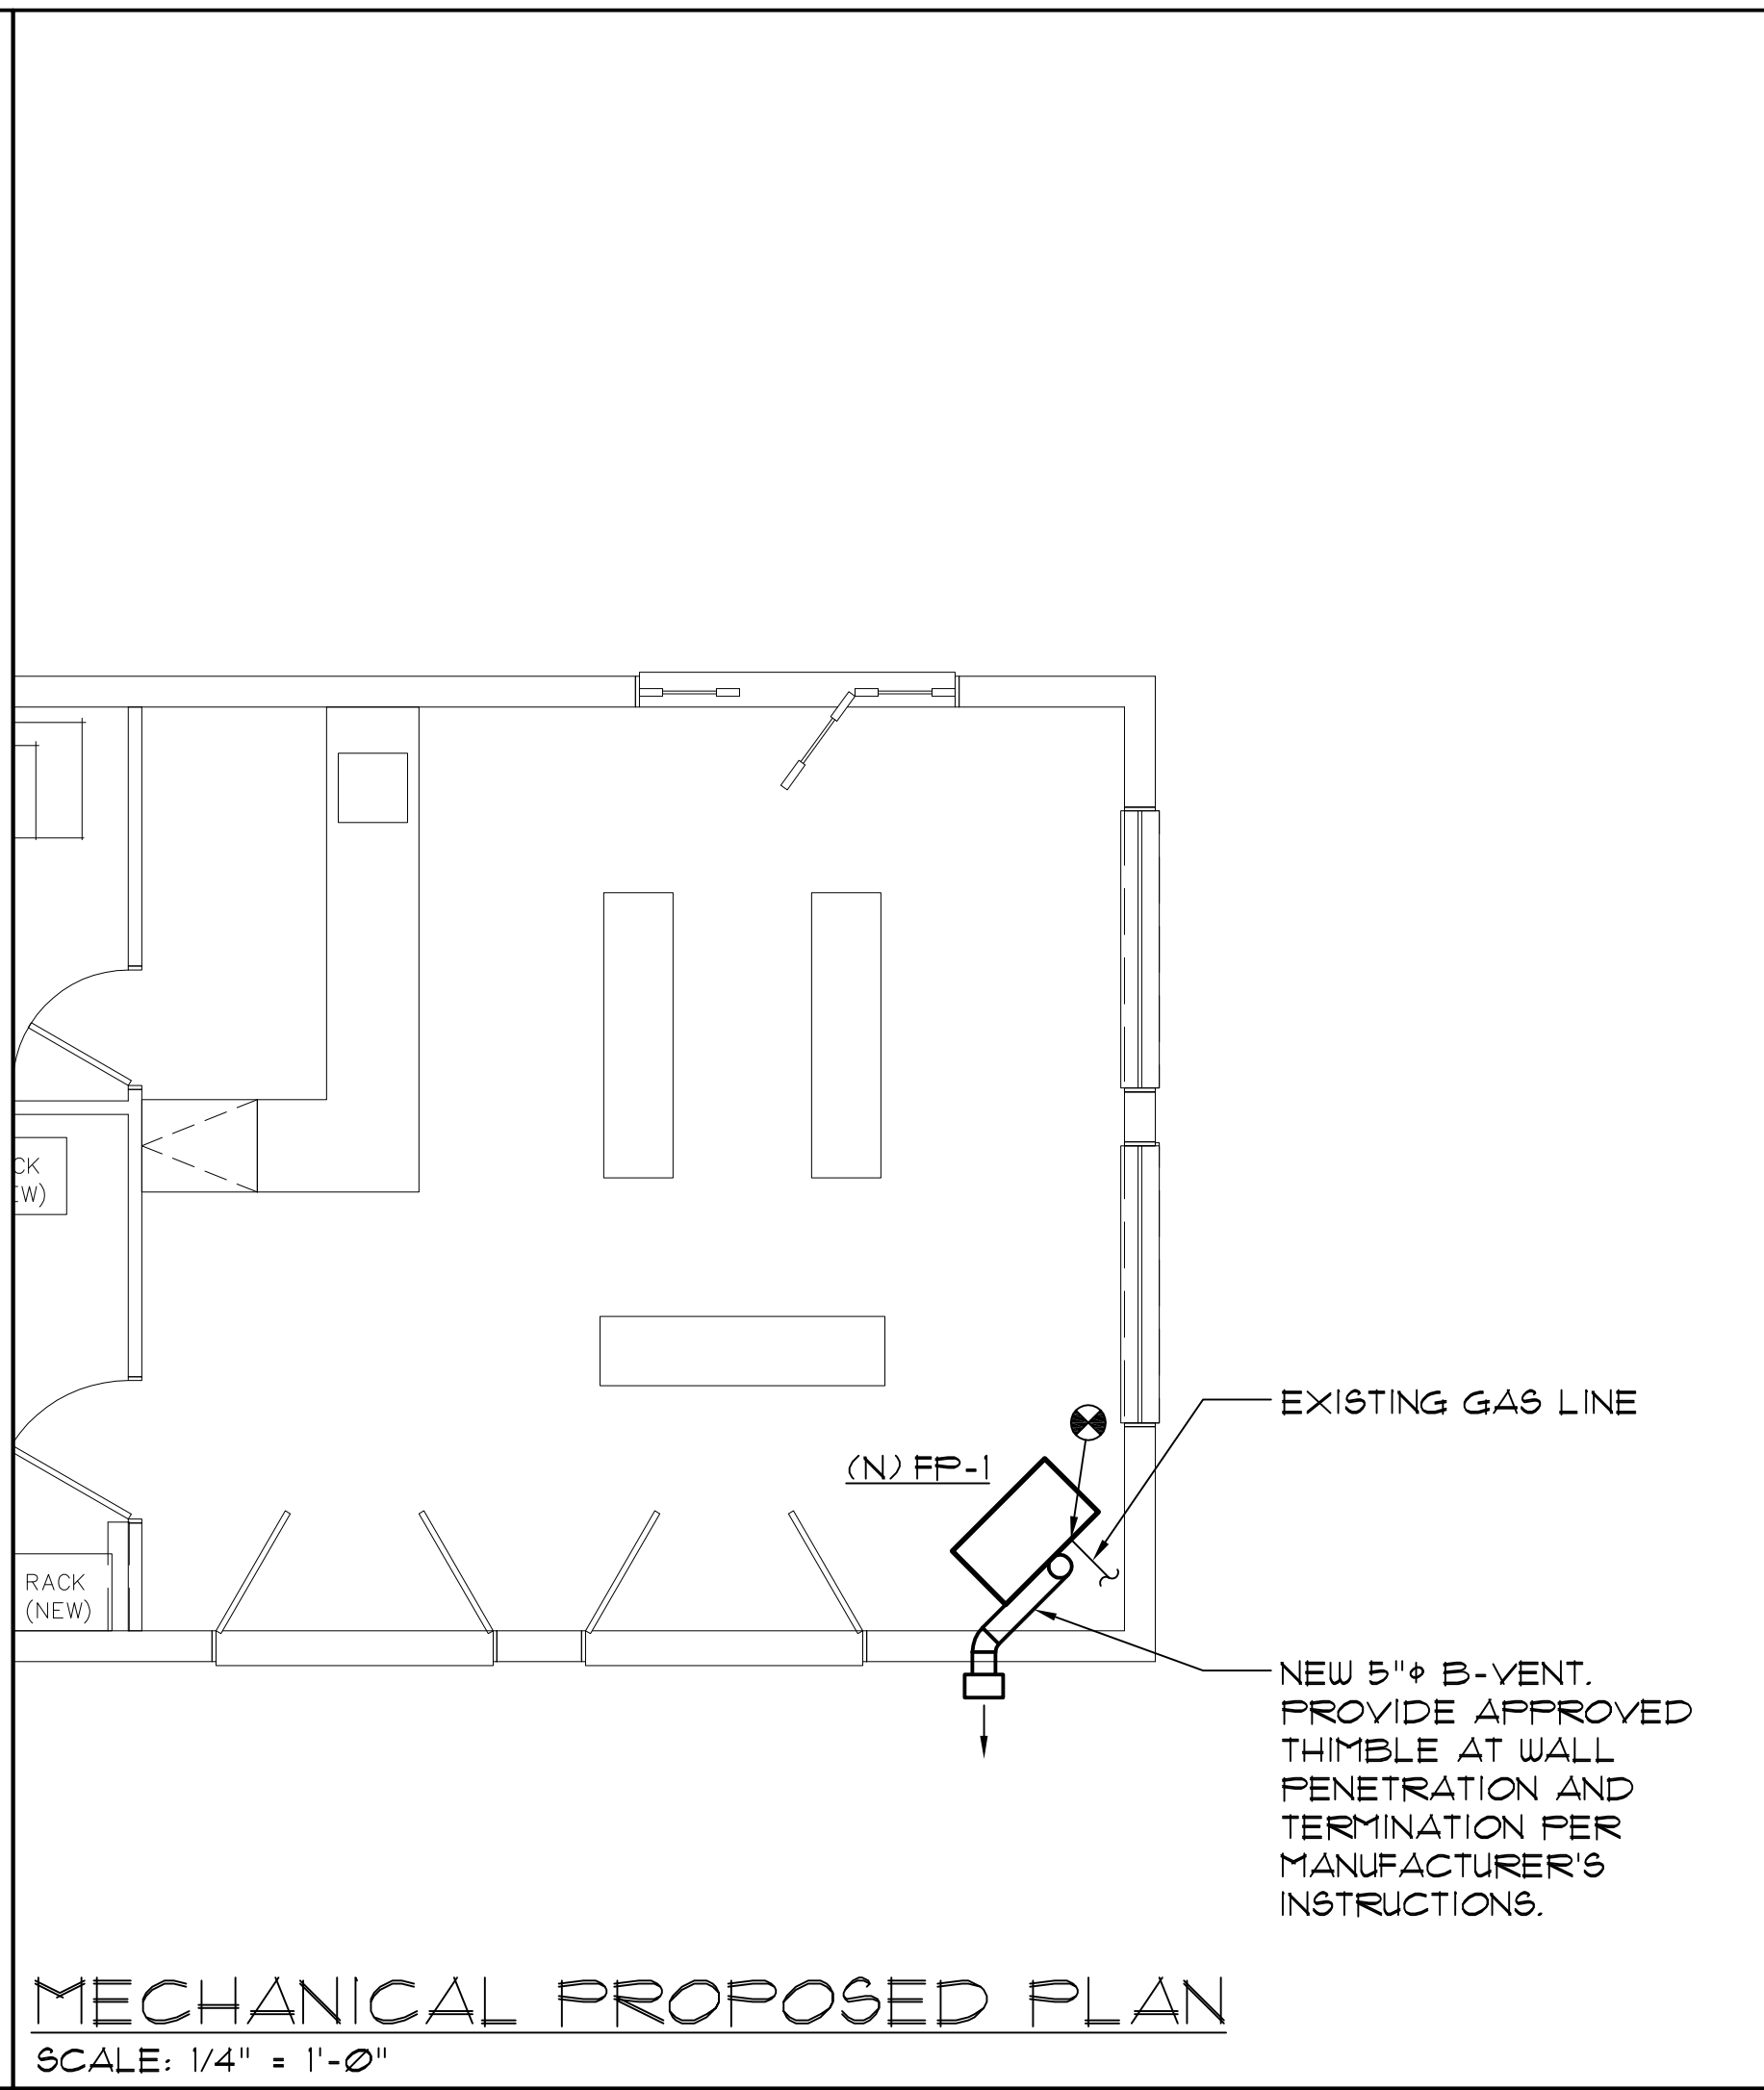 CK
W)
EXISTING GAS LINE
(N) FP-1
RACK
(NEW)
NEW 5"ϕ B-VENT.
PROVIDE APPROVED
THIMBLE AT WALL
PENETRATION AND
TERMINATION PER
MANUFACTURER'S
INSTRUCTIONS.
MECHANICAL PROPOSED PLAN
SCALE: 1/4" = 1'-0"